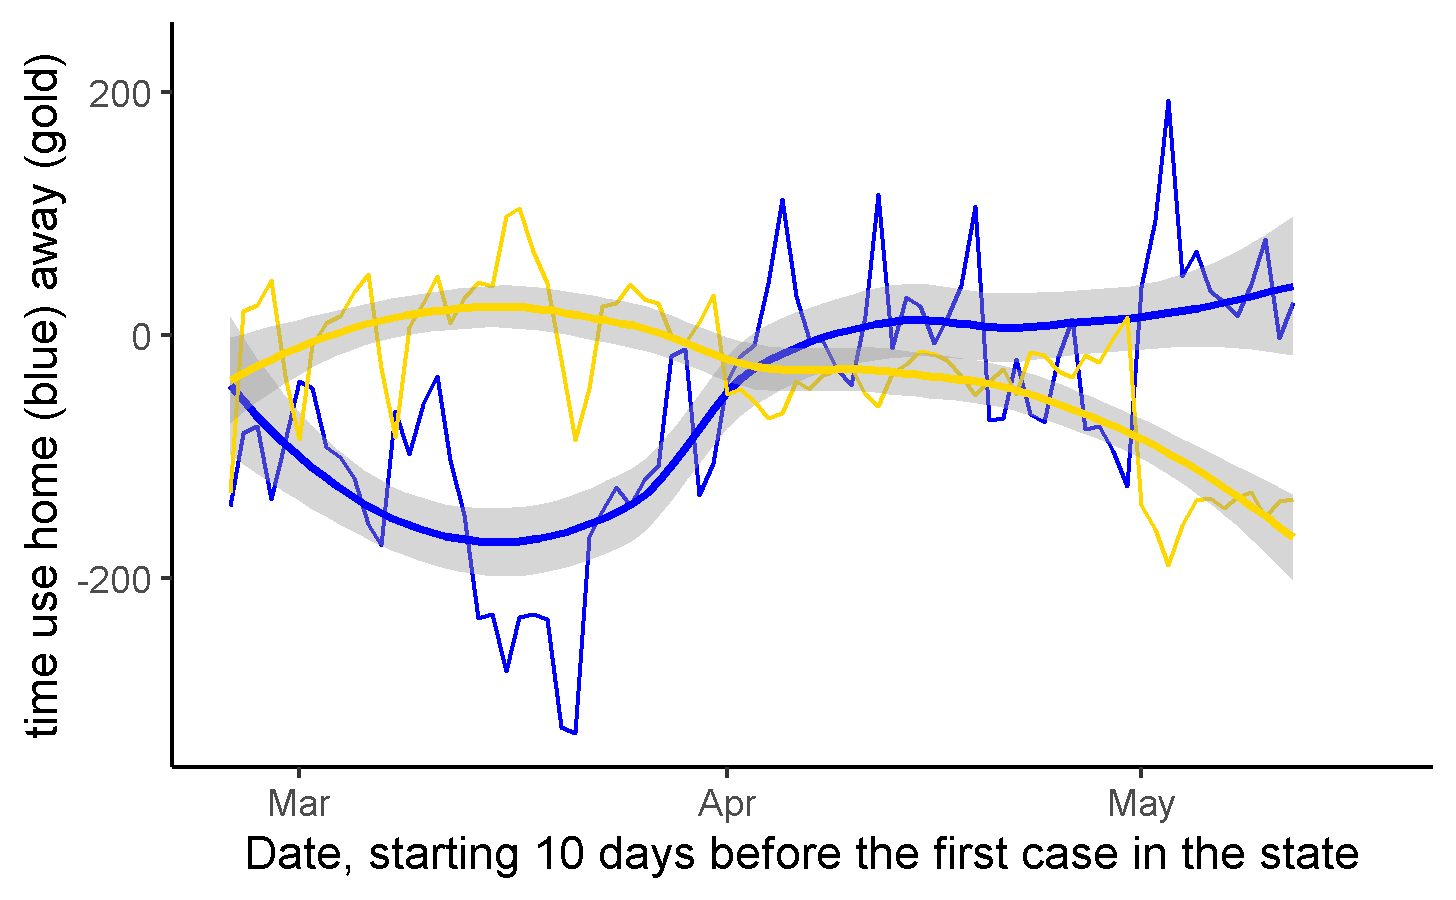 time use home (blue) away (gold)
200
0
-200
Mar
Apr
May
Date, starting 10 days before the first case in the state